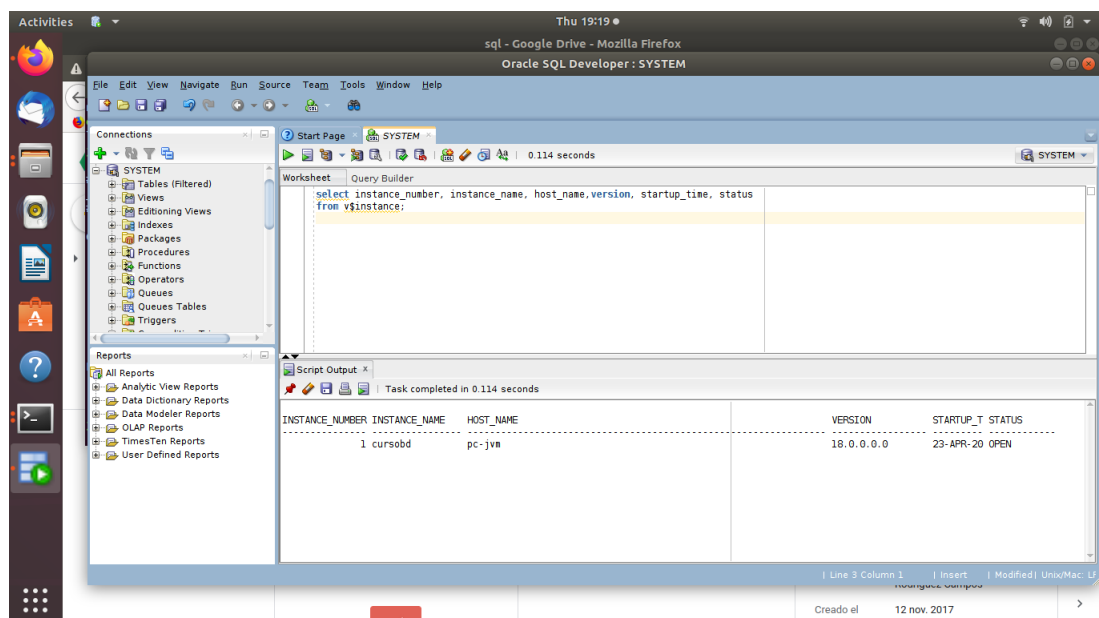 Activities
Thu 19:19
sql - Google Drive - Mozilla Firefox
Oracle SQL Developer : SYSTEM
File Edit View Navigate Run Source Team Tools Window Help
Connections
SYSTEM
Tables (Filtered)
Views
Editioning Views
Indexes
Packages
Procedures
Functions
Operators
Queues
Queues Tables
Triggers
Reports
All Reports
Analytic View Reports
Data Dictionary Reports
Data Modeler Reports
OLAP Reports
TimesTen Reports
User Defined Reports
Start Page SYSTEM
0.114 seconds
SYSTEM
Worksheet Query Builder
select instance_number, instance_name, host_name,version, startup_time, status
from v$instance;
Script Output
Task completed in 0.114 seconds
INSTANCE_NUMBER INSTANCE_NAME HOST_NAME VERSION STARTUP_T STATUS
1 cursobd pc-jvm 18.0.0.0.0 23-APR-20 OPEN
| Line 3 Column 1 | Insert | Modified | Unix/Mac: LF
Creado el 12 nov. 2017